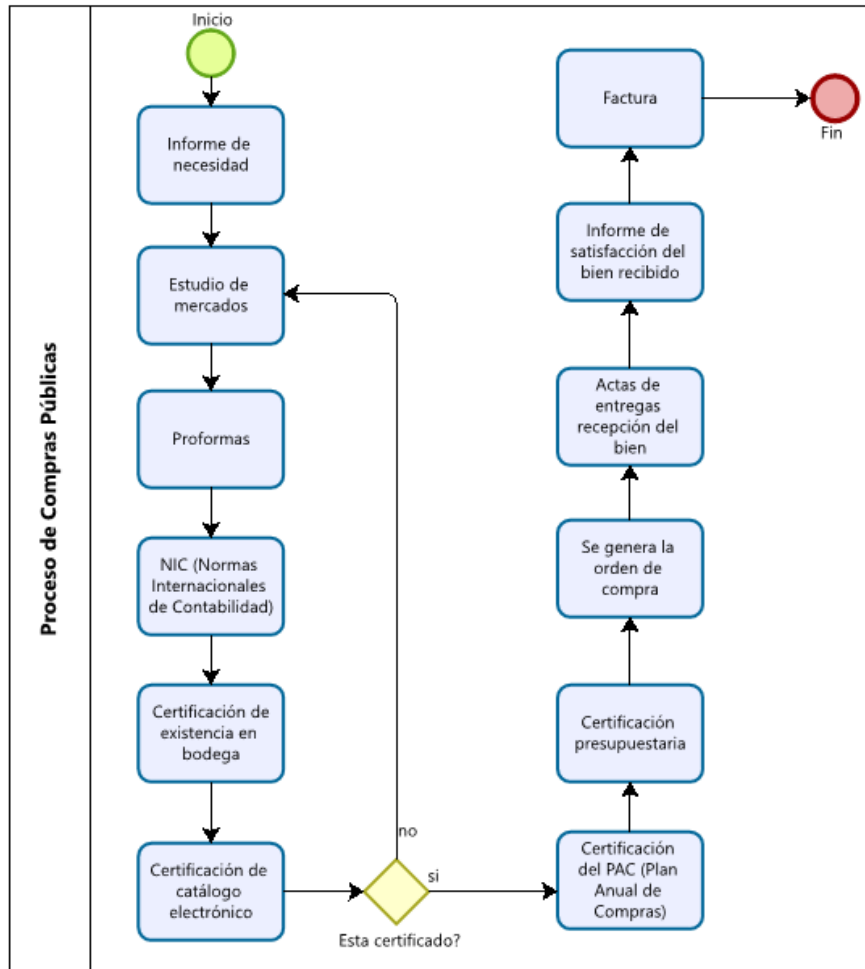 Proceso de Compras Públicas
Inicio
Informe de
necesidad
Estudio de
mercados
Proformas
NIC (Normas
Internacionales
de Contabilidad)
Certificación de
existencia en
bodega
Certificación de
catálogo
electrónico
no
si
Esta certificado?
Certificación
del PAC (Plan
Anual de
Compras)
Certificación
presupuestaria
Se genera la
orden de
compra
Actas de
entregas
recepción del
bien
Informe de
satisfacción del
bien recibido
Factura
Fin